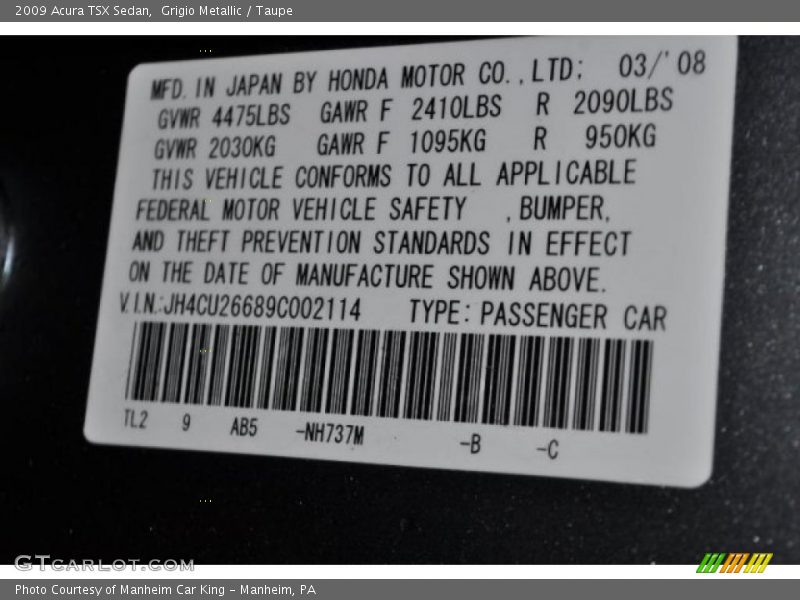 2009 Acura TSX Sedan,  Grigio Metallic / Taupe
MFD. IN JAPAN BY HONDA MOTOR CO., LTD; 03/'08
GVWR 4475LBS GAWR F 2410LBS R 2090LBS
GVWR 2030KG GAWR F 1095KG R 950KG
THIS VEHICLE CONFORMS TO ALL APPLICABLE
FEDERAL MOTOR VEHICLE SAFETY , BUMPER,
AND THEFT PREVENTION STANDARDS IN EFFECT
ON THE DATE OF MANUFACTURE SHOWN ABOVE.
V.I.N.:JH4CU26689C002114 TYPE: PASSENGER CAR
TL2 9 AB5 -NH737M -B -C
GTCARLOT.COM
Photo Courtesy of Manheim Car King - Manheim, PA